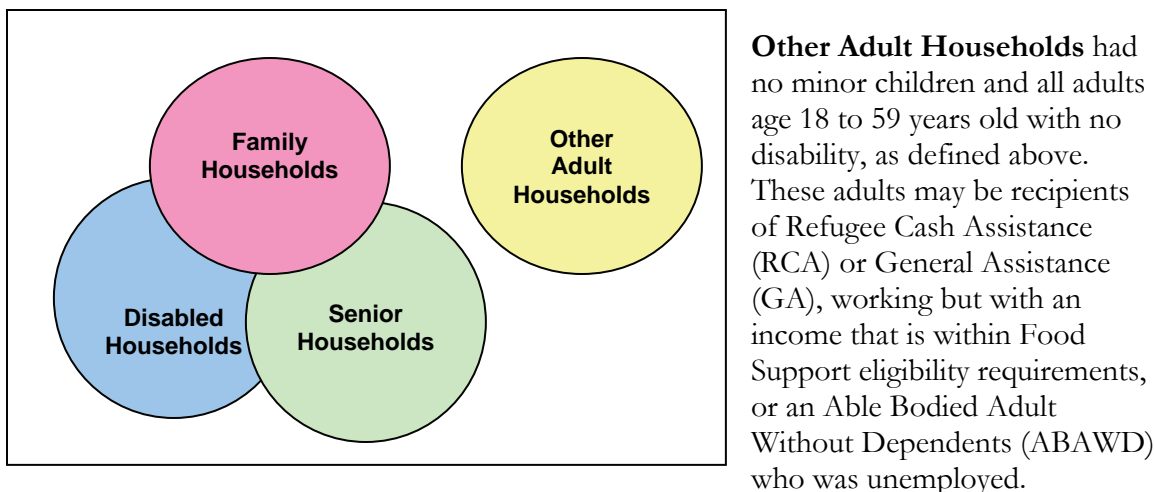 Family
Households
Other
Adult
Households
Disabled
Households
Senior
Households
Other Adult Households had
no minor children and all adults
age 18 to 59 years old with no
disability, as defined above.
These adults may be recipients
of Refugee Cash Assistance
(RCA) or General Assistance
(GA), working but with an
income that is within Food
Support eligibility requirements,
or an Able Bodied Adult
Without Dependents (ABAWD)
who was unemployed.